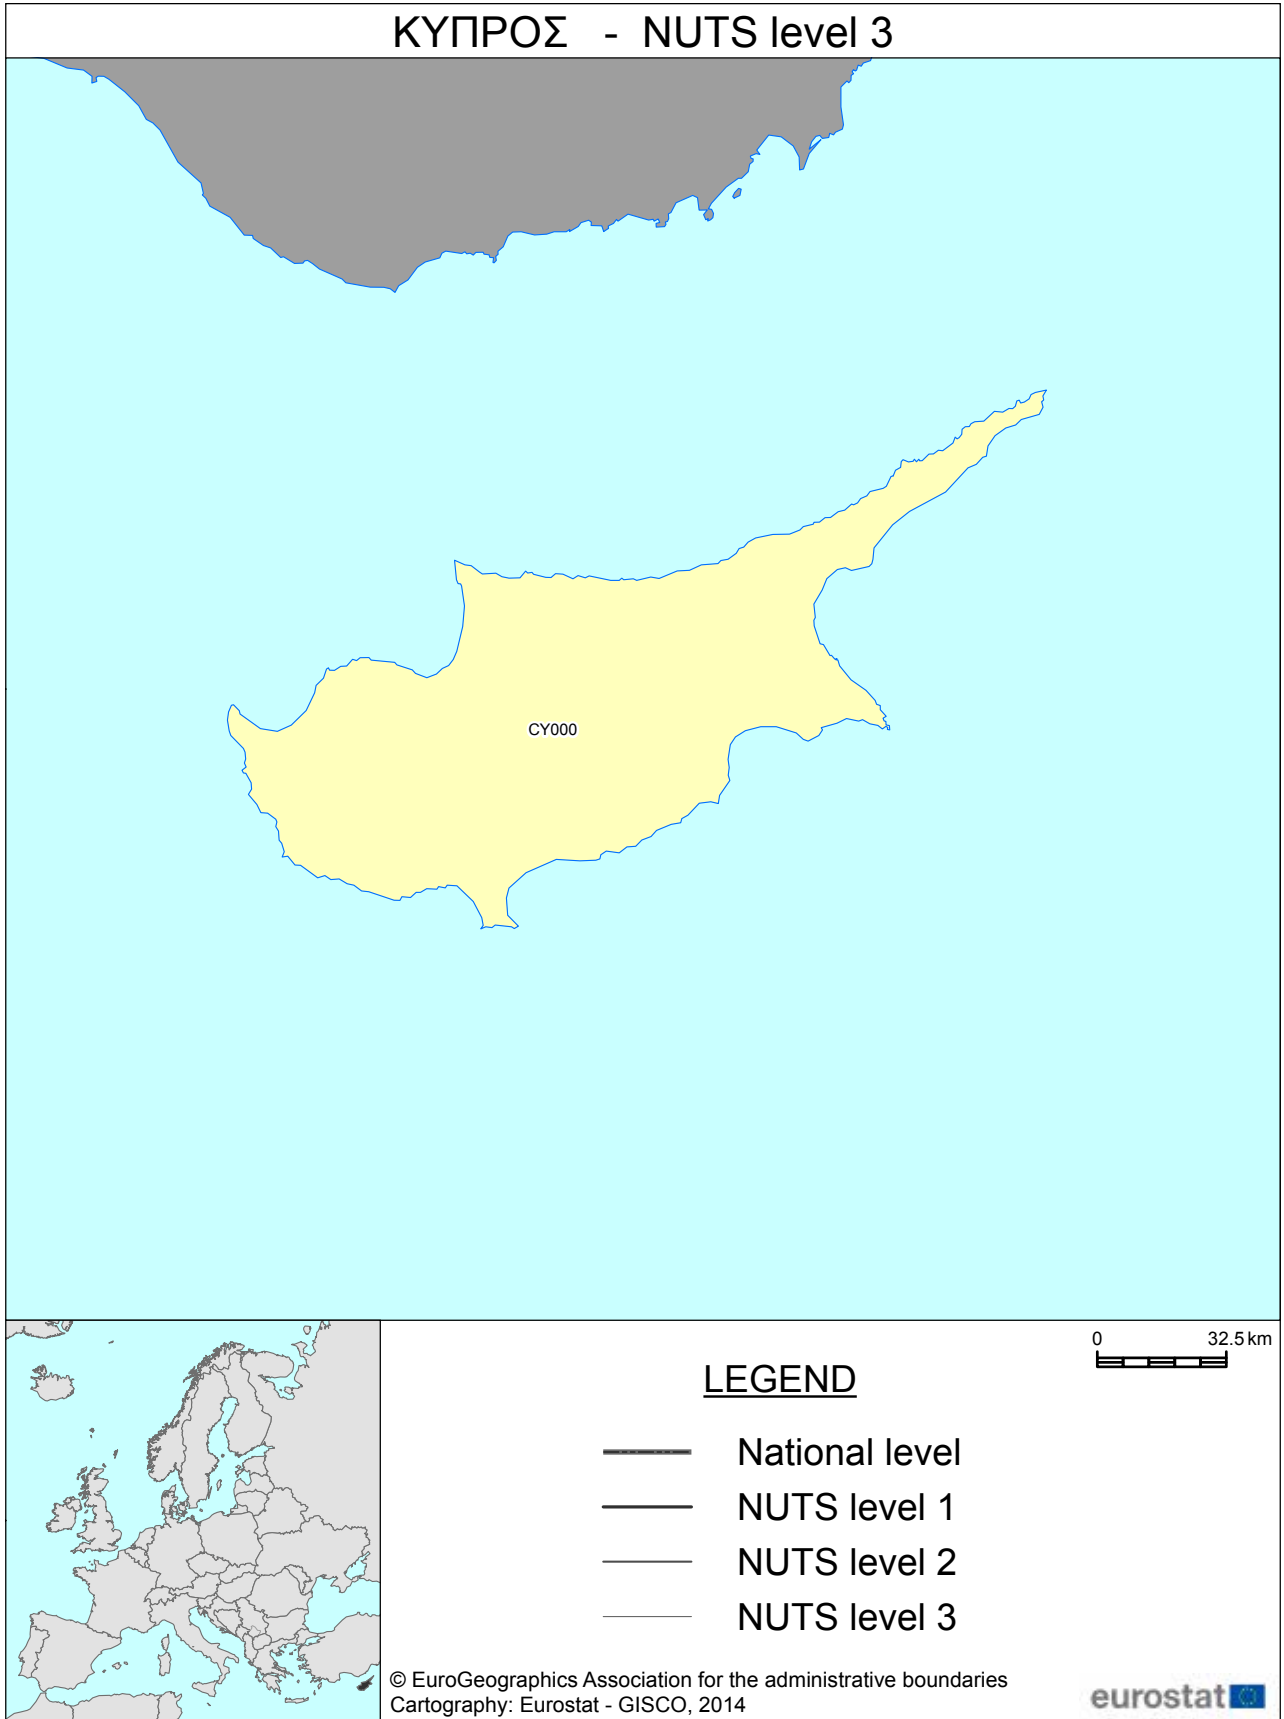 ΚΥΠΡΟΣ - NUTS level 3
CY000
0 32.5 km
LEGEND
National level
NUTS level 1
NUTS level 2
NUTS level 3
© EuroGeographics Association for the administrative boundaries
Cartography: Eurostat - GISCO, 2014
eurostat